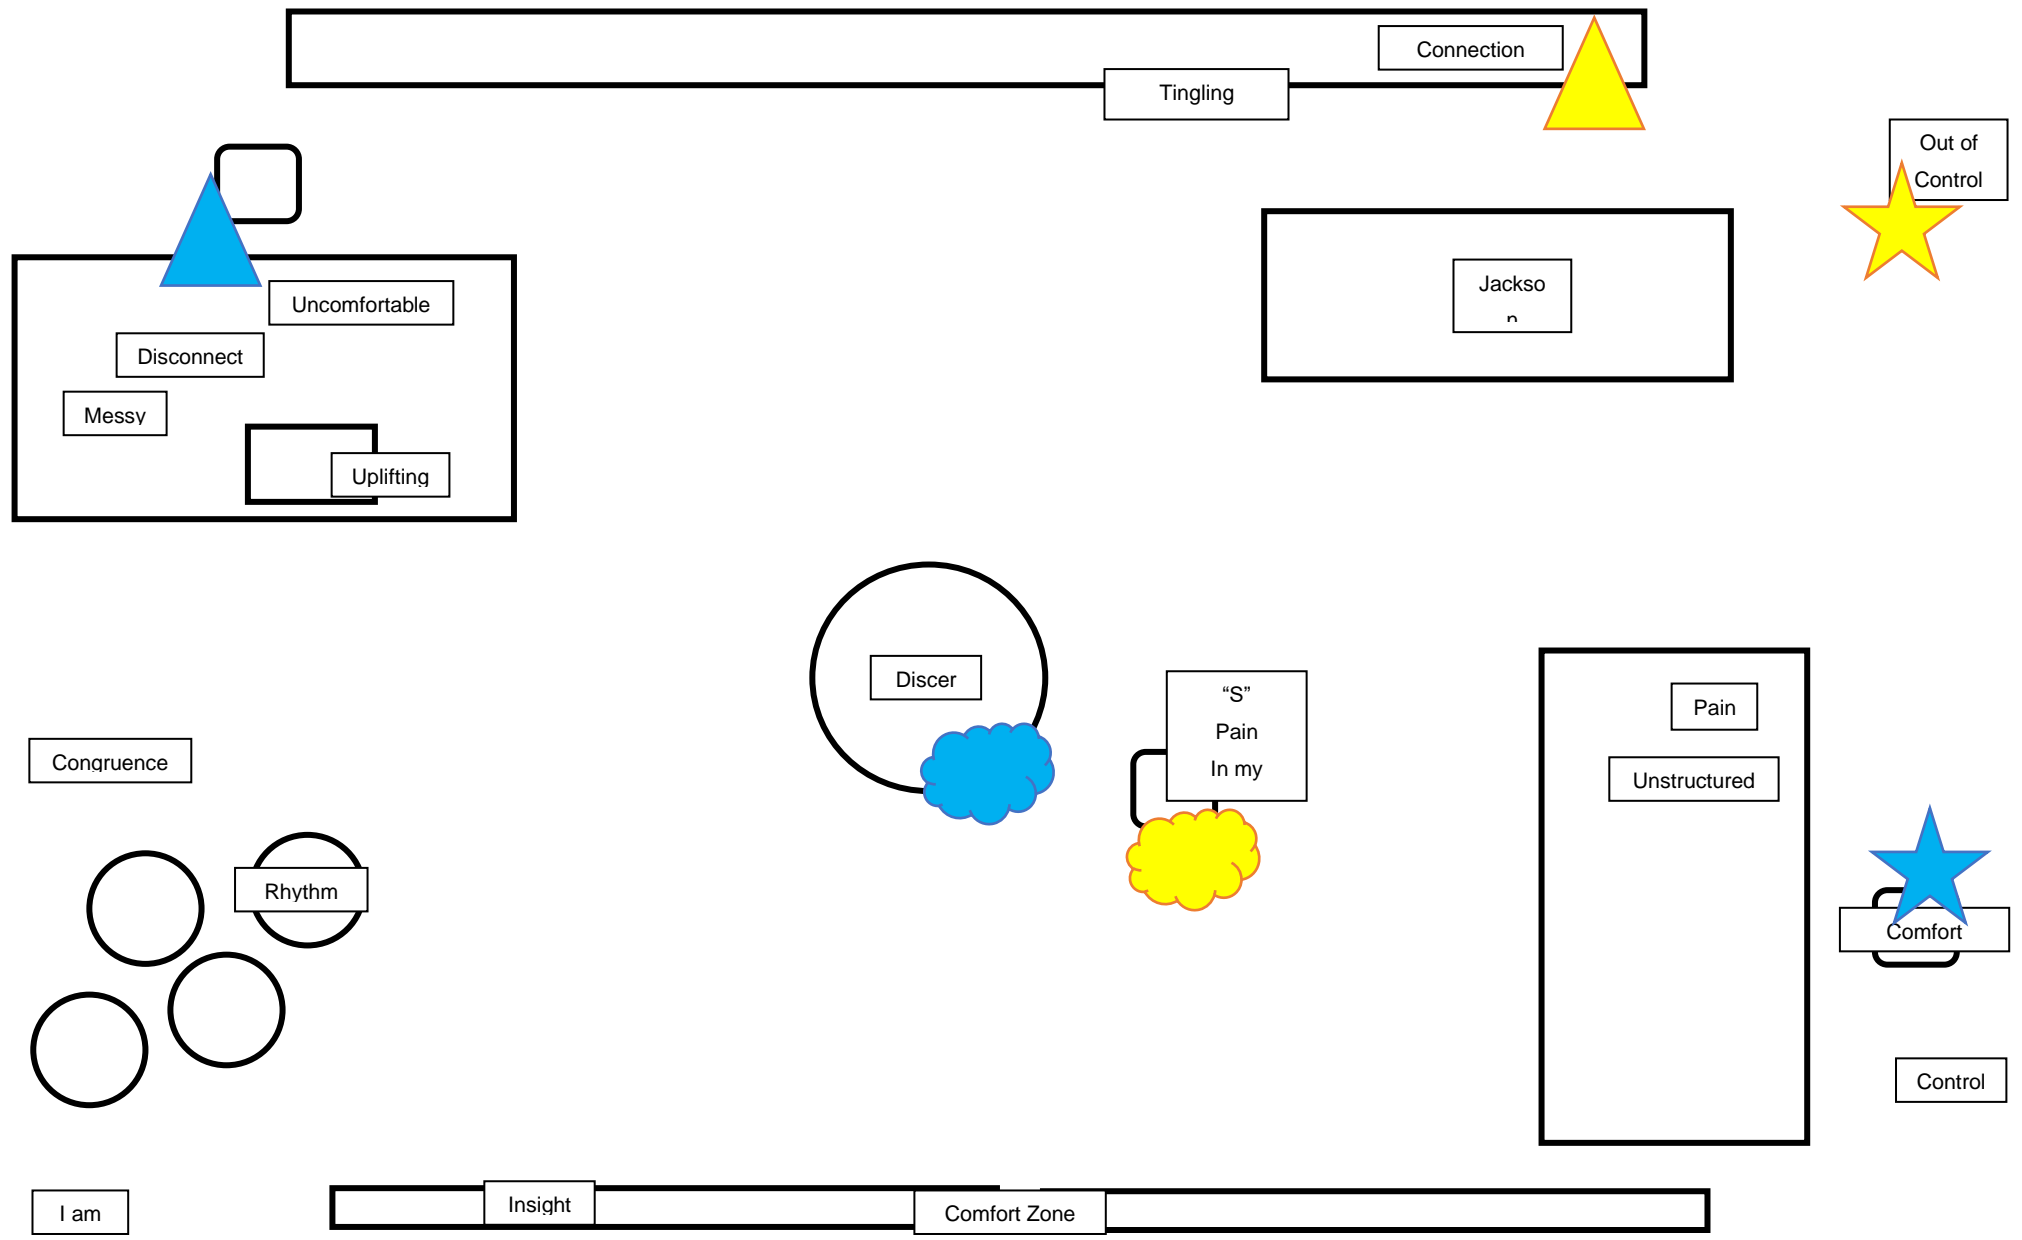 Connection
Tingling
Out of
Control
Uncomfortable
Jackso
n
Disconnect
Messy
Uplifting
Discer
"S"
Pain
In my
Pain
Unstructured
Congruence
Rhythm
Comfort
Control
I am
Insight
Comfort Zone